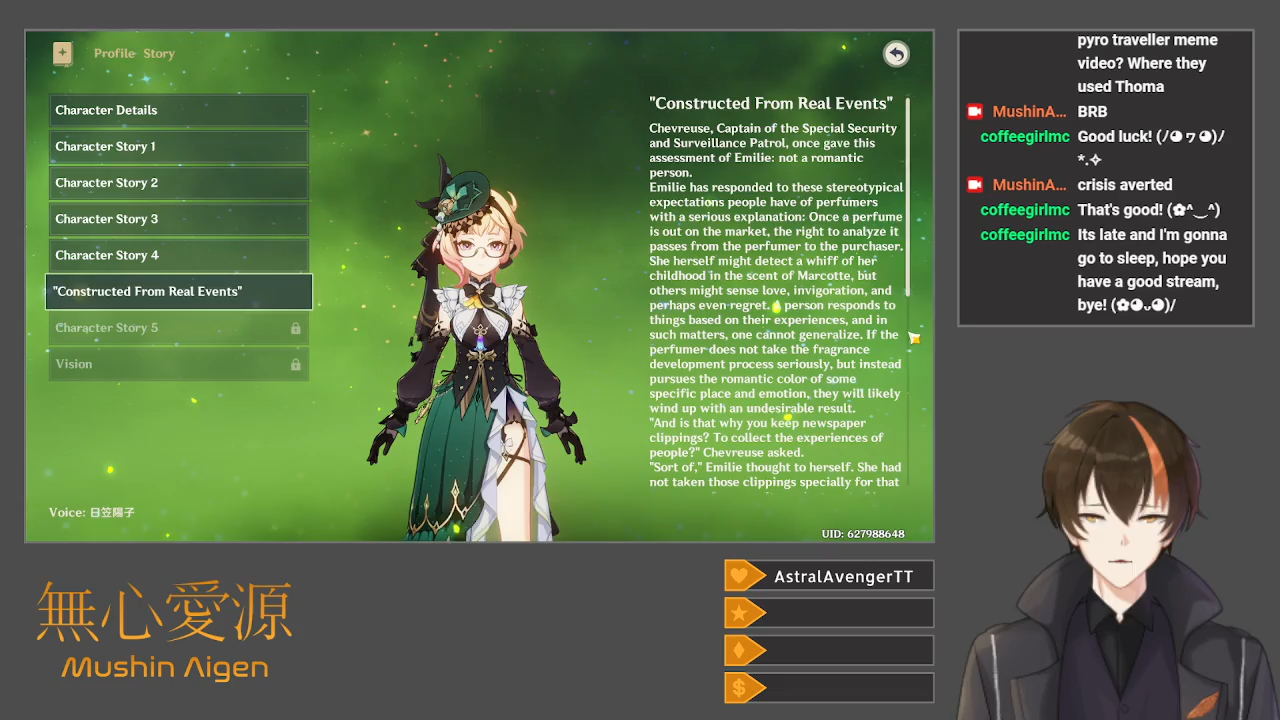 Profile Story
Character Details
Character Story 1
Character Story 2
Character Story 3
Character Story 4
"Constructed From Real Events"
Character Story 5
Vision
Voice: 日笠陽子
"Constructed From Real Events"
Chevreuse, Captain of the Special Security
and Surveillance Patrol, once gave this
assessment of Emilie: not a romantic
person.
Emilie has responded to these stereotypical
expectations people have of perfumers
with a serious explanation: Once a perfume
is out on the market, the right to analyze it
passes from the perfumer to the purchaser.
She herself might detect a whiff of her
childhood in the scent of Marcotte, but
others might sense love, invigoration, and
perhaps even regret. A person responds to
things based on their experiences, and in
such matters, one cannot generalize. If the
perfumer does not take the fragrance
development process seriously, but instead
pursues the romantic color of some
specific place and emotion, they will likely
wind up with an undesirable result.
"And is that why you keep newspaper
clippings? To collect the experiences of
people?" Chevreuse asked.
"Sort of," Emilie thought to herself. She had
not taken those clippings specially for that
UID: 627988648
pyro traveller meme
video? Where they
used Thoma
MushinA... BRB
coffeegirlmc Good luck! (ﾉ◕ヮ◕)ﾉ
*.✧
MushinA... crisis averted
coffeegirlmc That's good! (✿^‿^)
coffeegirlmc Its late and I'm gonna
go to sleep, hope you
have a good stream,
bye! (✿◕ᴗ◕)/
無心愛源
Mushin Aigen
AstralAvengerTT